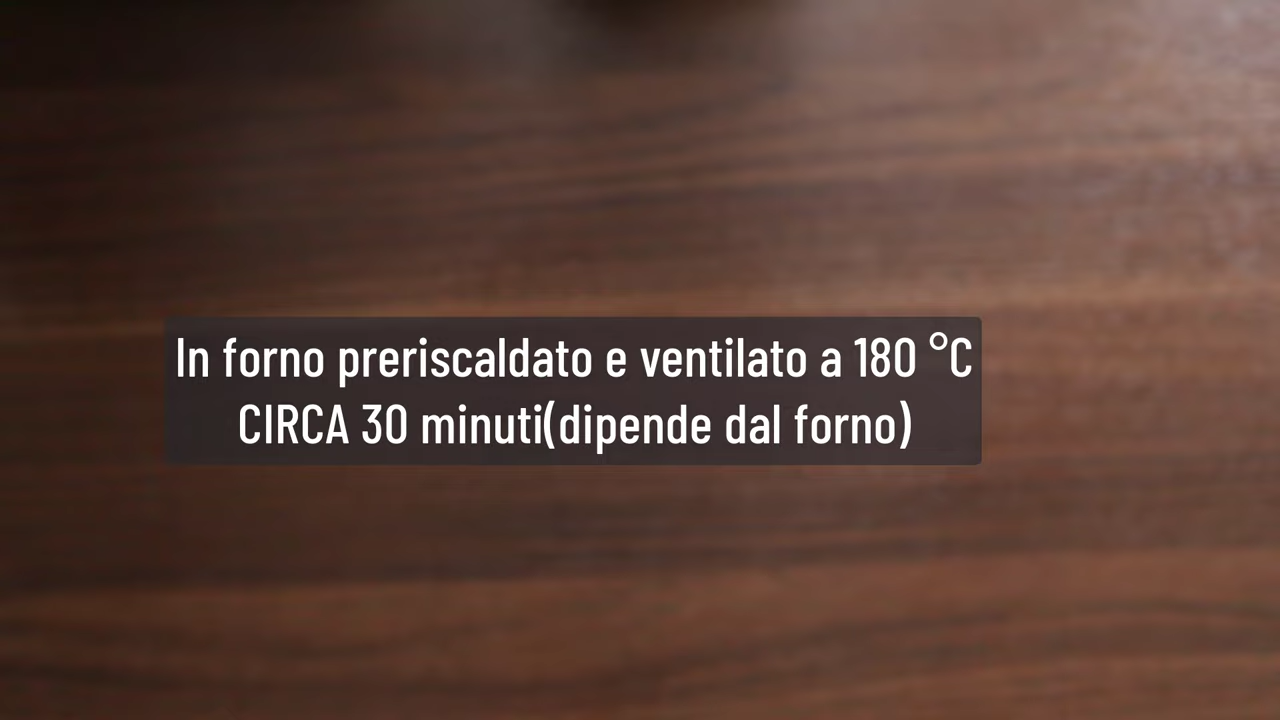 In forno preriscaldato e ventilato a 180 °C
CIRCA 30 minuti(dipende dal forno)